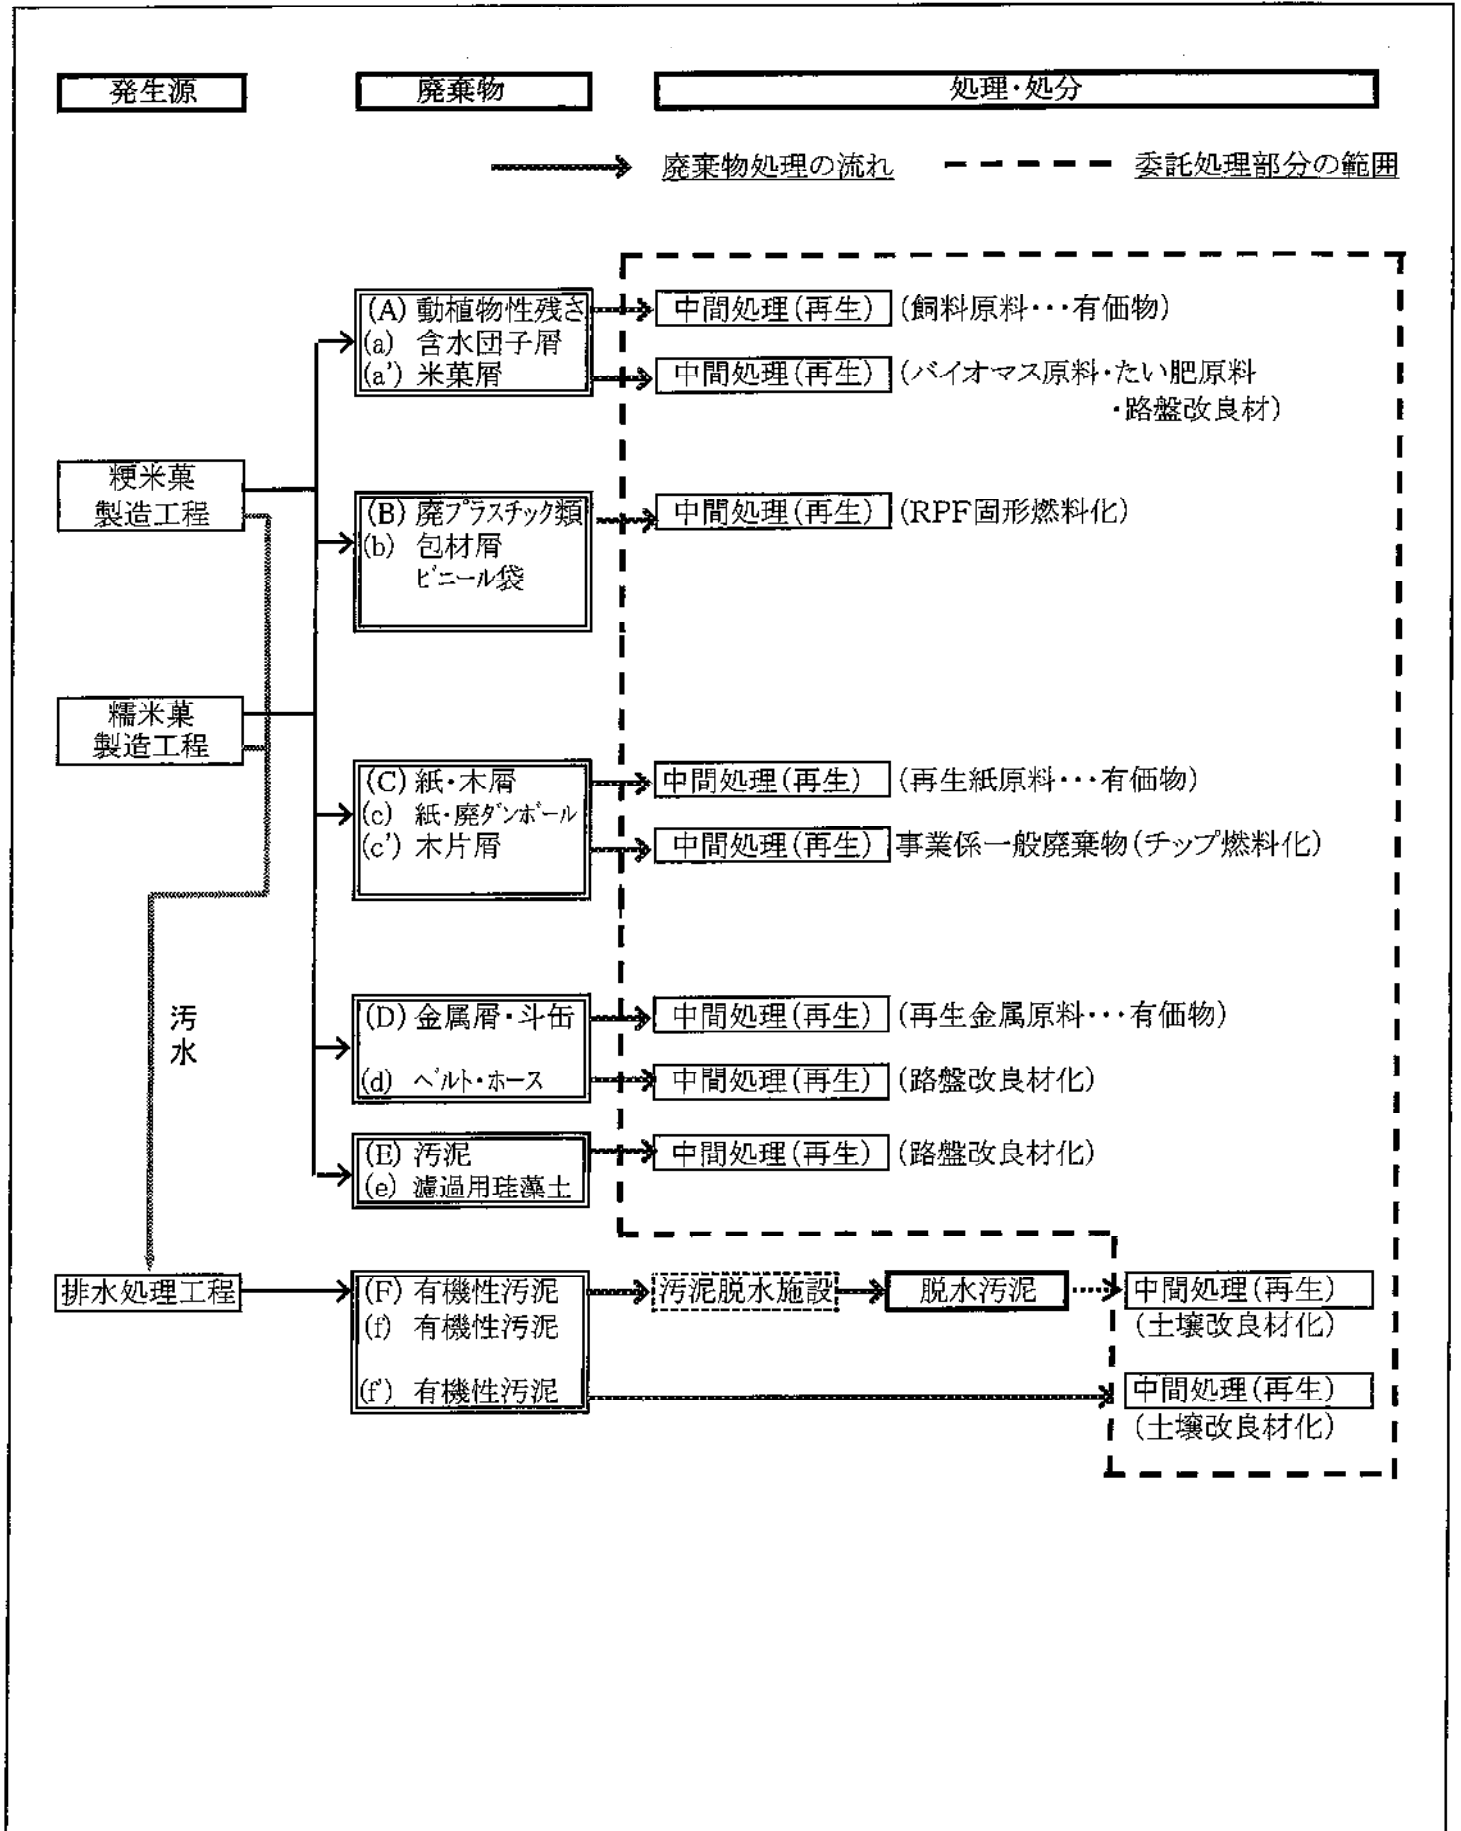 発生源
廃棄物
処理・処分
廃棄物処理の流れ
委託処理部分の範囲
(A) 動植物性残さ
(a) 含水団子屑
(a') 米菓屑
中間処理(再生)
(飼料原料・・・有価物)
中間処理(再生)
(バイオマス原料・たい肥原料
・路盤改良材)
粳米菓
製造工程
(B) 廃プラスチック類
(b) 包材屑
ビニール袋
中間処理(再生)
(RPF固形燃料化)
糯米菓
製造工程
(C) 紙・木屑
(c) 紙・廃ダンボール
(c') 木片屑
中間処理(再生)
(再生紙原料・・・有価物)
中間処理(再生)
事業係一般廃棄物(チップ燃料化)
汚水
(D) 金属屑・斗缶
(d) ベルト・ホース
中間処理(再生)
(再生金属原料・・・有価物)
中間処理(再生)
(路盤改良材化)
(E) 汚泥
(e) 濾過用珪藻土
中間処理(再生)
(路盤改良材化)
排水処理工程
(F) 有機性汚泥
(f) 有機性汚泥
(f') 有機性汚泥
汚泥脱水施設
脱水汚泥
中間処理(再生)
(土壌改良材化)
中間処理(再生)
(土壌改良材化)